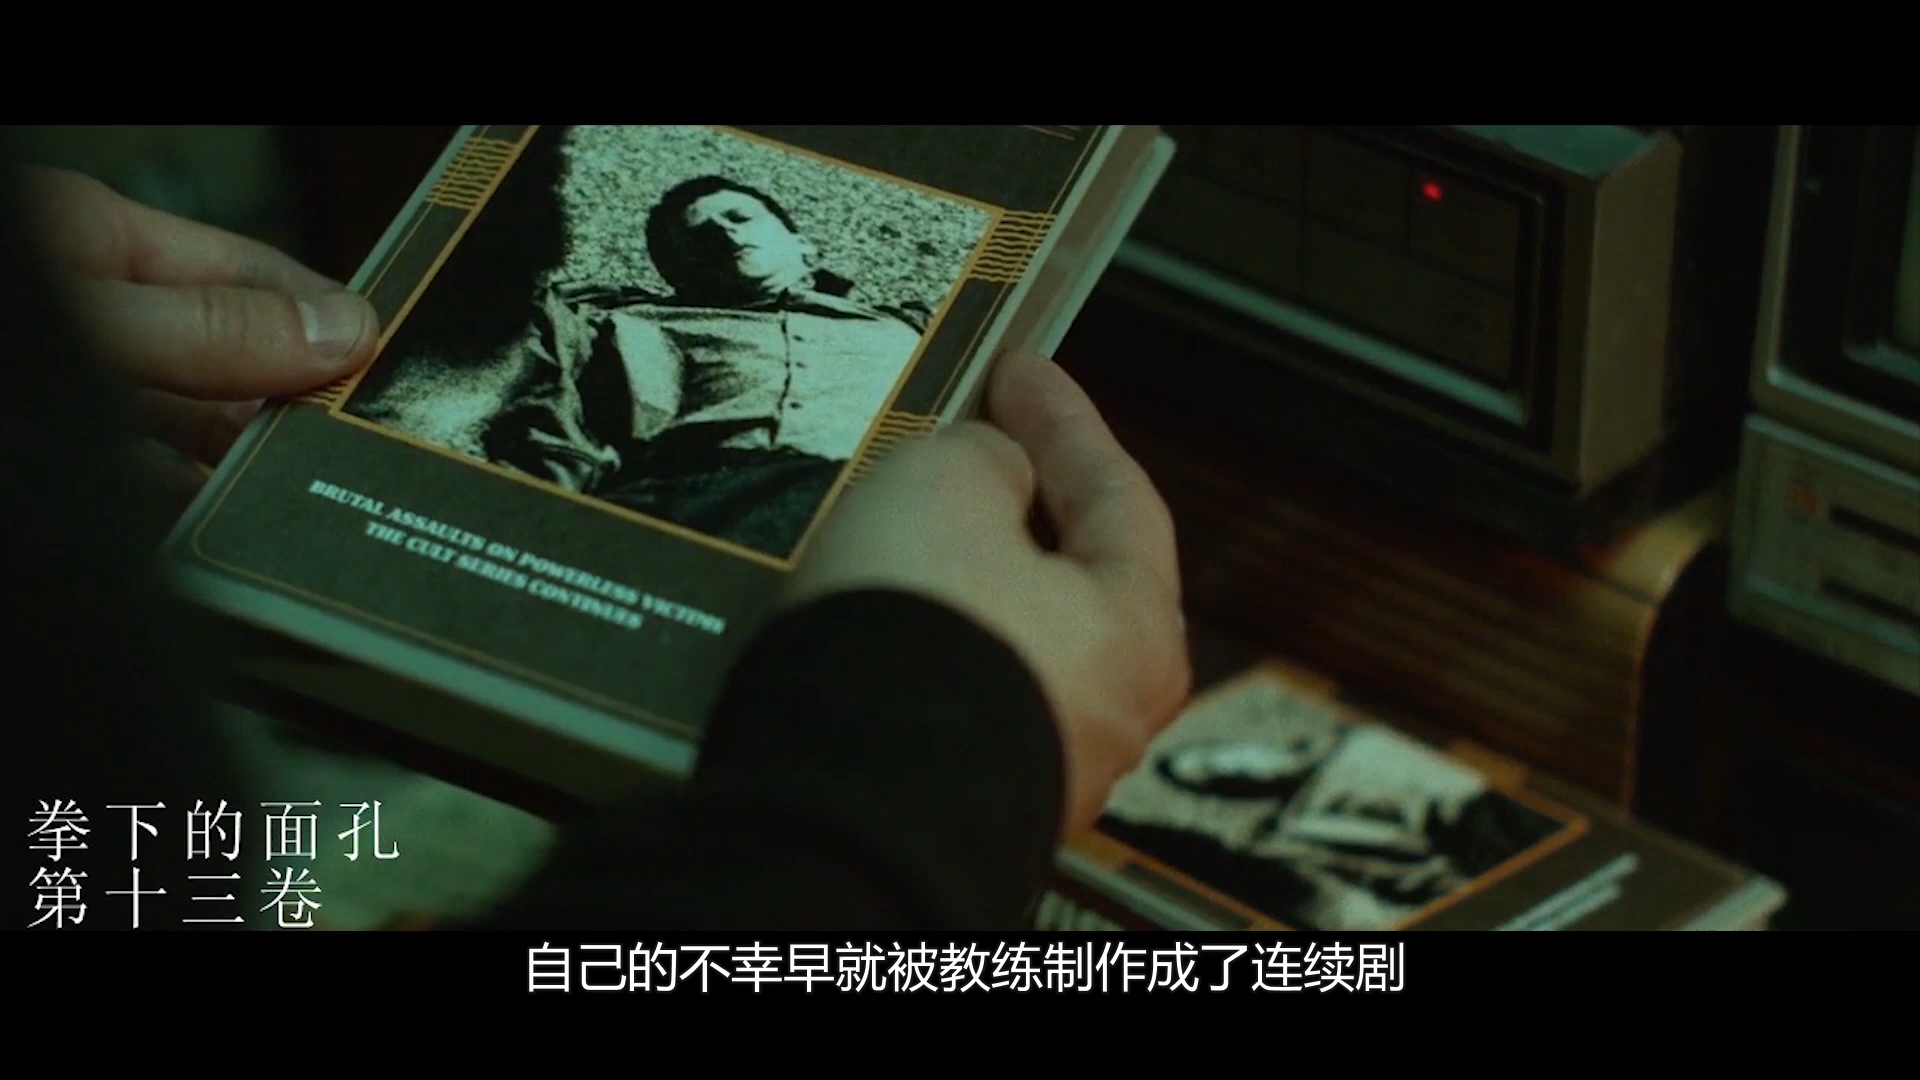 BRUTAL ASSAULTS ON POWERLESS VICTIMS
THE CULT SERIES CONTINUES
拳下的面孔
第十三卷
自己的不幸早就被教练制作成了连续剧